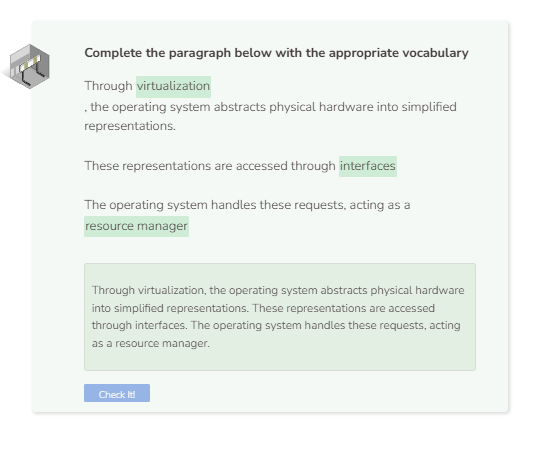 Complete the paragraph below with the appropriate vocabulary
Through virtualization
, the operating system abstracts physical hardware into simplified
representations.
These representations are accessed through interfaces
The operating system handles these requests, acting as a
resource manager
Through virtualization, the operating system abstracts physical hardware
into simplified representations. These representations are accessed
through interfaces. The operating system handles these requests, acting
as a resource manager.
Check It!